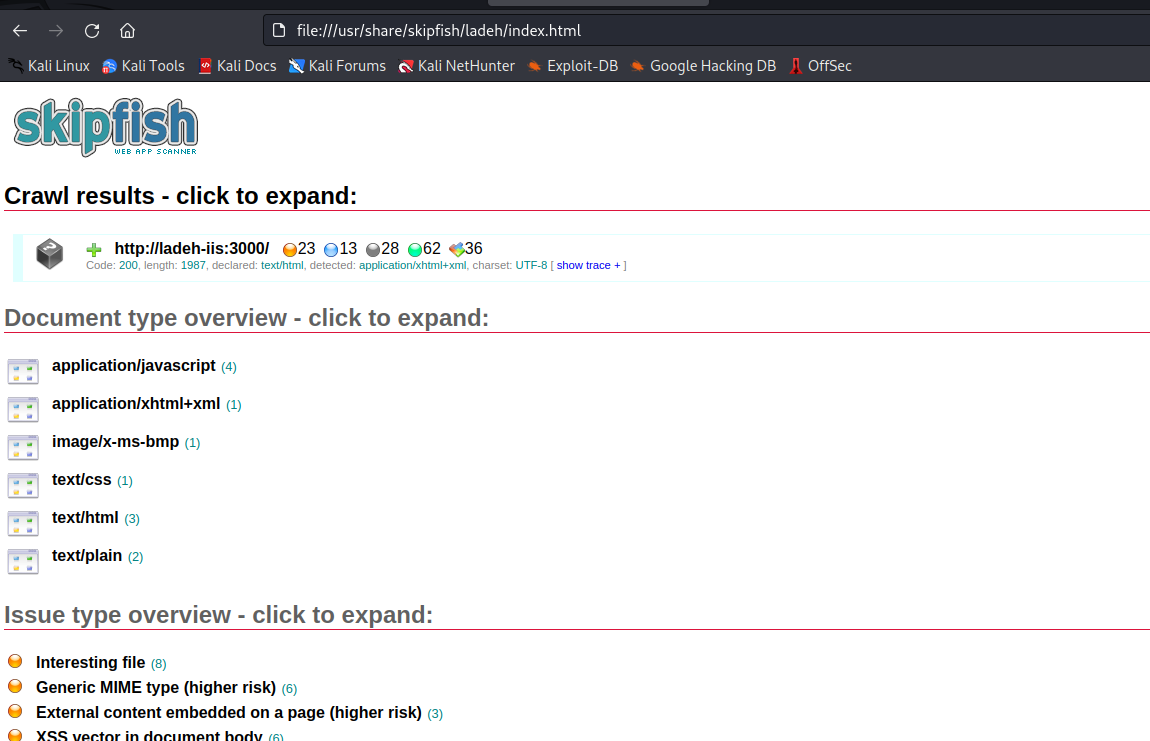 file:///usr/share/skipfish/ladeh/index.html
Kali Linux Kali Tools Kali Docs Kali Forums Kali NetHunter Exploit-DB Google Hacking DB OffSec
skipfish
WEB APP SCANNER
Crawl results - click to expand:
http://ladeh-iis:3000/ 23 13 28 62 36
Code: 200, length: 1987, declared: text/html, detected: application/xhtml+xml, charset: UTF-8 [ show trace + ]
Document type overview - click to expand:
application/javascript (4)
application/xhtml+xml (1)
image/x-ms-bmp (1)
text/css (1)
text/html (3)
text/plain (2)
Issue type overview - click to expand:
Interesting file (8)
Generic MIME type (higher risk) (6)
External content embedded on a page (higher risk) (3)
XSS vector in document body (6)